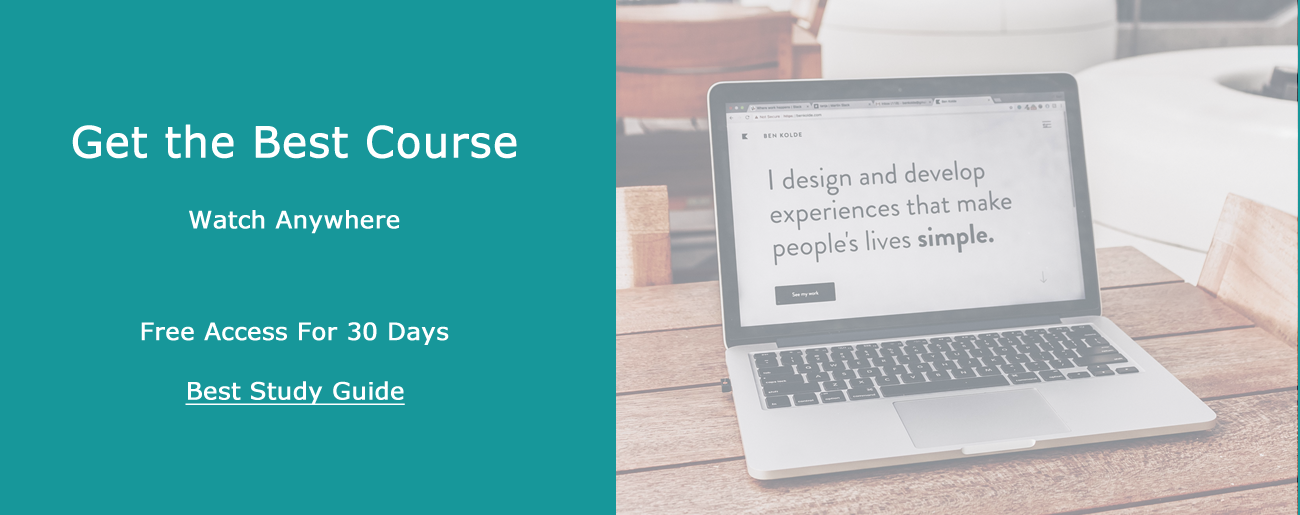 Get the Best Course
Watch Anywhere
Free Access For 30 Days
Best Study Guide
BEN KOLDE
I design and develop
experiences that make
people's lives simple.
See my work